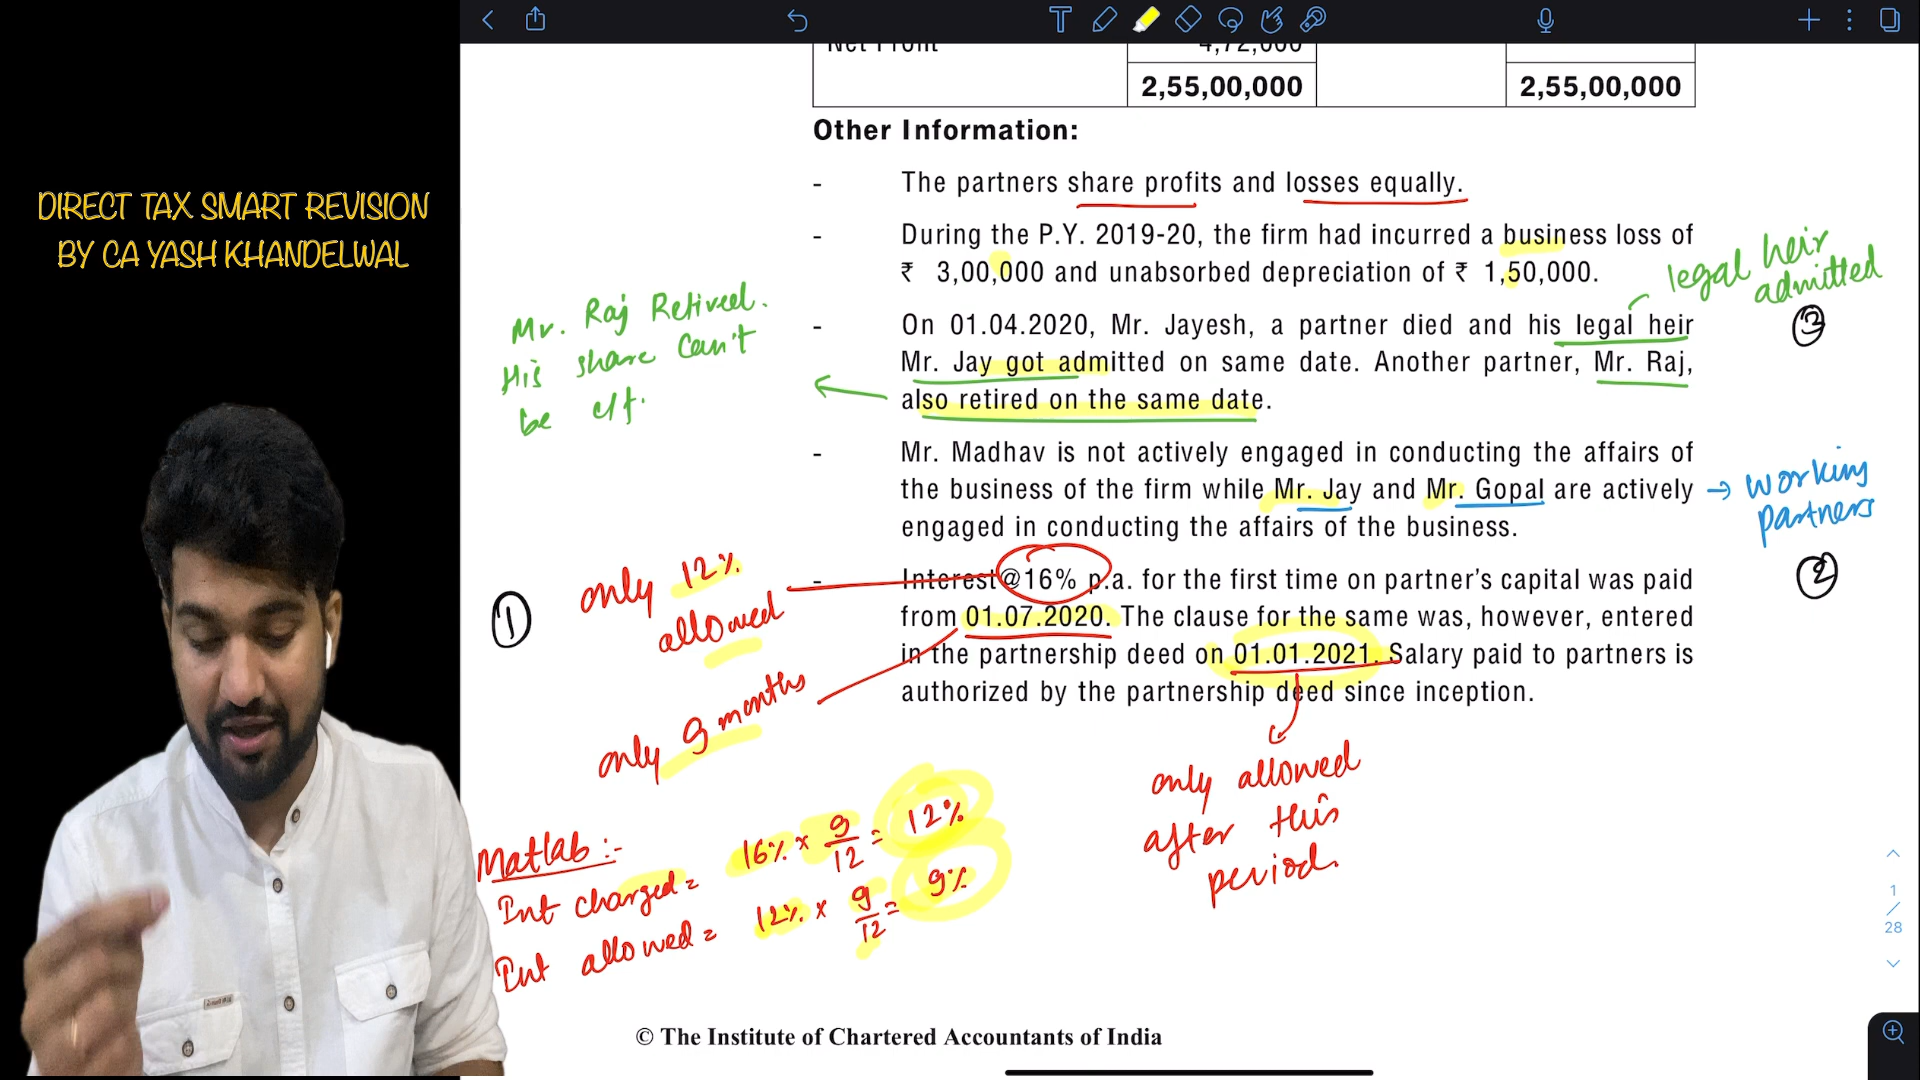 DIRECT TAX SMART REVISION
BY CA YASH KHANDELWAL
Net Profit 4,72,000
2,55,00,000 2,55,00,000
Other Information:
- The partners share profits and losses equally.
- During the P.Y. 2019-20, the firm had incurred a business loss of
₹ 3,00,000 and unabsorbed depreciation of ₹ 1,50,000.
legal heir
admitted
3
- On 01.04.2020, Mr. Jayesh, a partner died and his legal heir
Mr. Jay got admitted on same date. Another partner, Mr. Raj,
also retired on the same date.
Mr. Raj Retired.
His share can't
be c/f.
- Mr. Madhav is not actively engaged in conducting the affairs of
the business of the firm while Mr. Jay and Mr. Gopal are actively
engaged in conducting the affairs of the business.
→ working
partners
2
- Interest @16% p.a. for the first time on partner's capital was paid
from 01.07.2020. The clause for the same was, however, entered
in the partnership deed on 01.01.2021. Salary paid to partners is
authorized by the partnership deed since inception.
1
only 12%
allowed
only 9 months
only allowed
after this
period.
Matlab:-
Int charged = 16% × 9/12 = 12%
Int allowed = 12% × 9/12 = 9%
1
/
28
© The Institute of Chartered Accountants of India